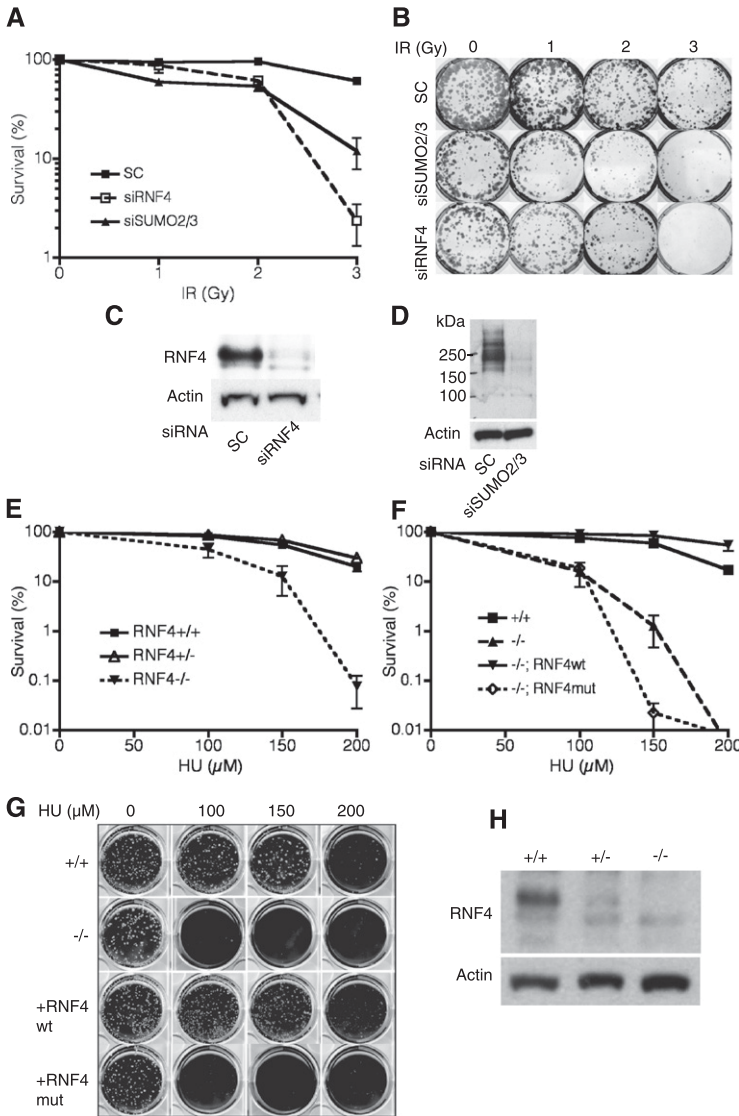 A
100
10
1
Survival (%)
SC
siRNF4
siSUMO2/3
0 1 2 3
IR (Gy)
B
IR (Gy) 0 1 2 3
SC
siSUMO2/3
siRNF4
C
RNF4
Actin
siRNA SC siRNF4
D
kDa
250
150
100
Actin
siRNA SC siSUMO2/3
E
100
10
1
0.1
0.01
Survival (%)
RNF4+/+
RNF4+/-
RNF4-/-
0 50 100 150 200
HU (µM)
F
100
10
1
0.1
0.01
Survival (%)
+/+
-/-
-/-; RNF4wt
-/-; RNF4mut
0 50 100 150 200
HU (µM)
G
HU (µM) 0 100 150 200
+/+
-/-
+RNF4
wt
+RNF4
mut
H
+/+ +/- -/-
RNF4
Actin